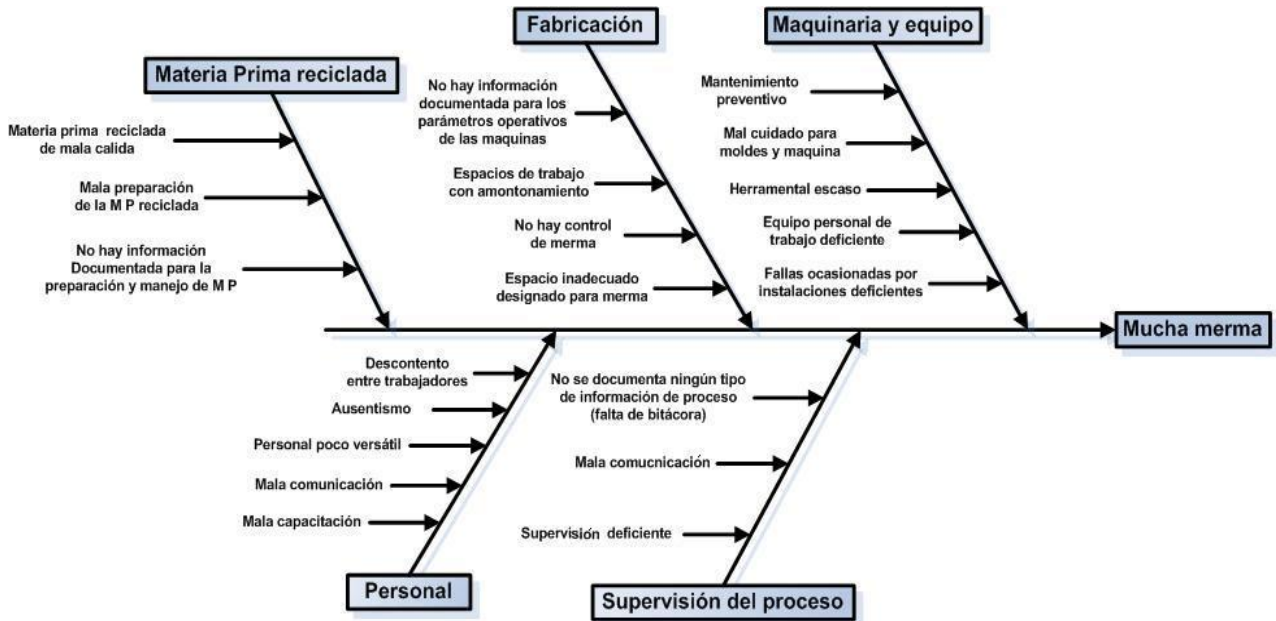 Materia Prima reciclada
Materia prima reciclada
de mala calida
Mala preparación
de la M P reciclada
No hay información
Documentada para la
preparación y manejo de M P
Fabricación
No hay información
documentada para los
parámetros operativos
de las maquinas
Espacios de trabajo
con amontonamiento
No hay control
de merma
Espacio inadecuado
designado para merma
Maquinaria y equipo
Mantenimiento
preventivo
Mal cuidado para
moldes y maquina
Herramental escaso
Equipo personal de
trabajo deficiente
Fallas ocasionadas por
instalaciones deficientes
Mucha merma
Descontento
entre trabajadores
Ausentismo
Personal poco versátil
Mala comunicación
Mala capacitación
Personal
No se documenta ningún tipo
de información de proceso
(falta de bitácora)
Mala comucnicación
Supervisión deficiente
Supervisión del proceso